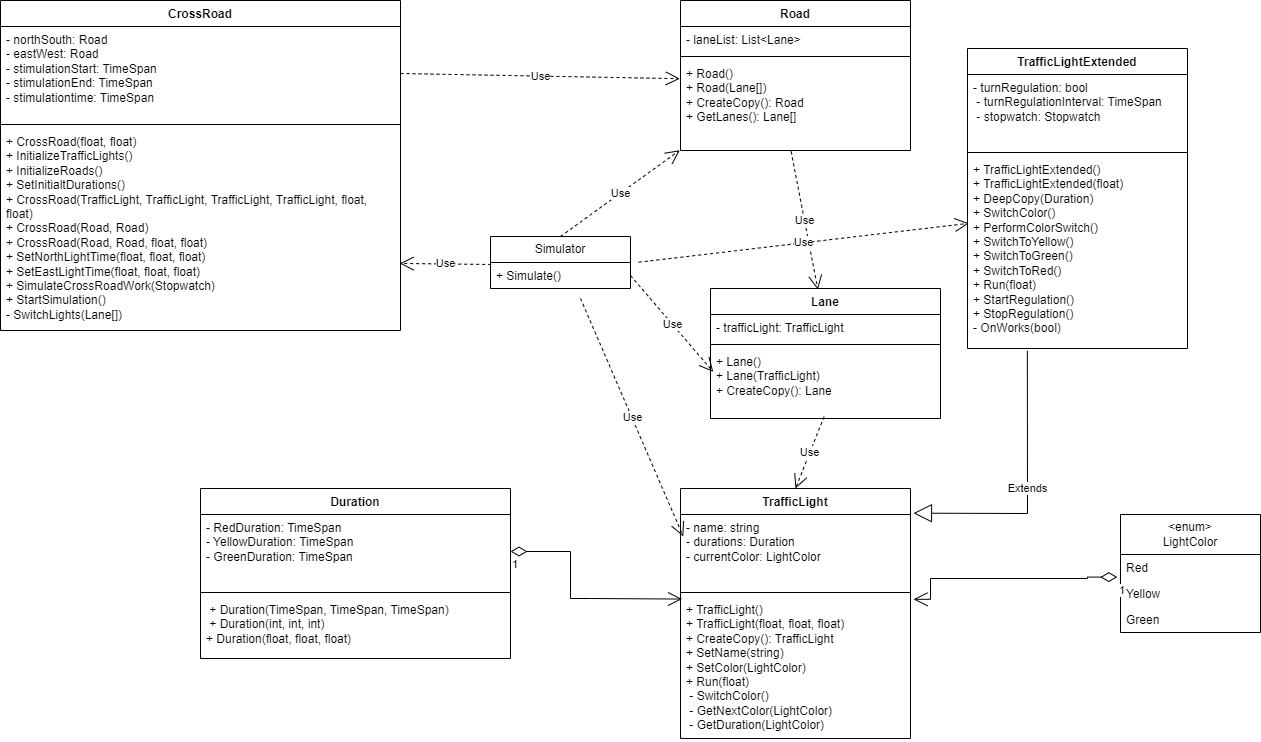 CrossRoad
- northSouth: Road
- eastWest: Road
- stimulationStart: TimeSpan
- stimulationEnd: TimeSpan
- stimulationtime: TimeSpan
+ CrossRoad(float, float)
+ InitializeTrafficLights()
+ InitializeRoads()
+ SetInitialtDurations()
+ CrossRoad(TrafficLight, TrafficLight, TrafficLight, TrafficLight, float,
float)
+ CrossRoad(Road, Road)
+ CrossRoad(Road, Road, float, float)
+ SetNorthLightTime(float, float, float)
+ SetEastLightTime(float, float, float)
+ SimulateCrossRoadWork(Stopwatch)
+ StartSimulation()
- SwitchLights(Lane[])
Use
Road
- laneList: List<Lane>
+ Road()
+ Road(Lane[])
+ CreateCopy(): Road
+ GetLanes(): Lane[]
TrafficLightExtended
- turnRegulation: bool
- turnRegulationInterval: TimeSpan
- stopwatch: Stopwatch
+ TrafficLightExtended()
+ TrafficLightExtended(float)
+ DeepCopy(Duration)
+ SwitchColor()
+ PerformColorSwitch()
+ SwitchToYellow()
+ SwitchToGreen()
+ SwitchToRed()
+ Run(float)
+ StartRegulation()
+ StopRegulation()
- OnWorks(bool)
Use
Use
Use
Use
Simulator
+ Simulate()
Use
Use
Lane
- trafficLight: TrafficLight
+ Lane()
+ Lane(TrafficLight)
+ CreateCopy(): Lane
Use
Extends
Duration
- RedDuration: TimeSpan
- YellowDuration: TimeSpan
- GreenDuration: TimeSpan
+ Duration(TimeSpan, TimeSpan, TimeSpan)
+ Duration(int, int, int)
+ Duration(float, float, float)
1
TrafficLight
- name: string
- durations: Duration
- currentColor: LightColor
+ TrafficLight()
+ TrafficLight(float, float, float)
+ CreateCopy(): TrafficLight
+ SetName(string)
+ SetColor(LightColor)
+ Run(float)
- SwitchColor()
- GetNextColor(LightColor)
- GetDuration(LightColor)
<enum>
LightColor
Red
1
Yellow
Green